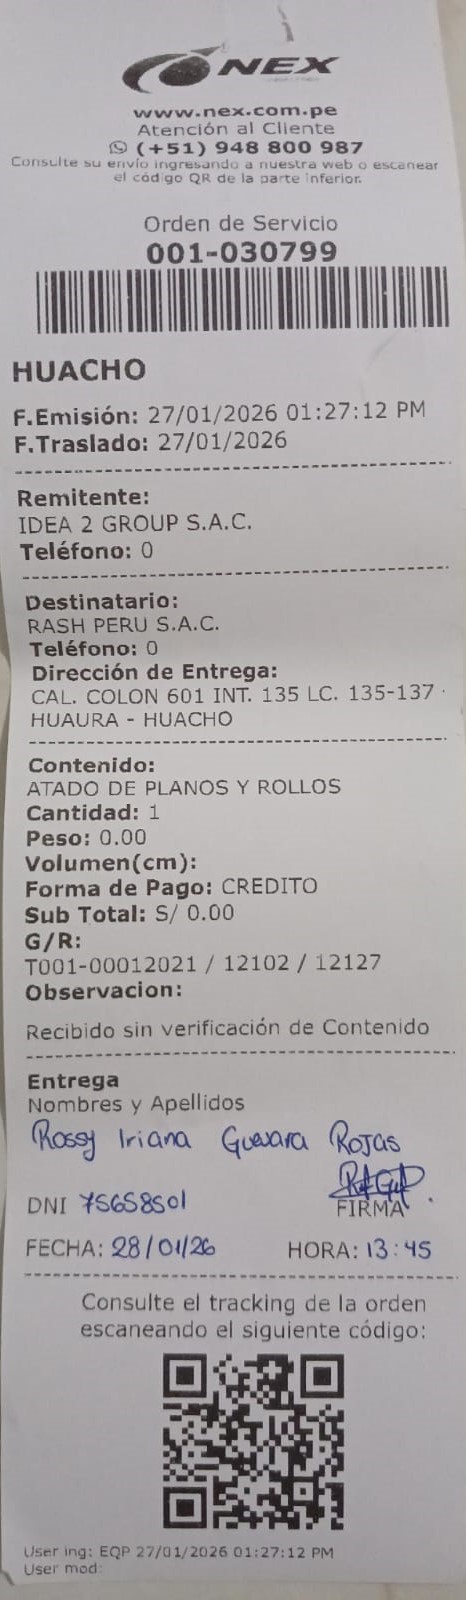 NEX
www.nex.com.pe
Atención al Cliente
(+51) 948 800 987
Consulte su envío ingresando a nuestra web o escanear
el código QR de la parte inferior.
Orden de Servicio
001-030799
HUACHO
F.Emisión: 27/01/2026 01:27:12 PM
F.Traslado: 27/01/2026
Remitente:
IDEA 2 GROUP S.A.C.
Teléfono: 0
Destinatario:
RASH PERU S.A.C.
Teléfono: 0
Dirección de Entrega:
CAL. COLON 601 INT. 135 LC. 135-137
HUAURA - HUACHO
Contenido:
ATADO DE PLANOS Y ROLLOS
Cantidad: 1
Peso: 0.00
Volumen(cm):
Forma de Pago: CREDITO
Sub Total: S/ 0.00
G/R:
T001-00012021 / 12102 / 12127
Observacion:
Recibido sin verificación de Contenido
Entrega
Nombres y Apellidos
Rossy Iriana Guevara Rojas
DNI 75658501
FIRMA
FECHA: 28/01/26 HORA: 13:45
Consulte el tracking de la orden
escaneando el siguiente código:
User ing: EQP 27/01/2026 01:27:12 PM
User mod: